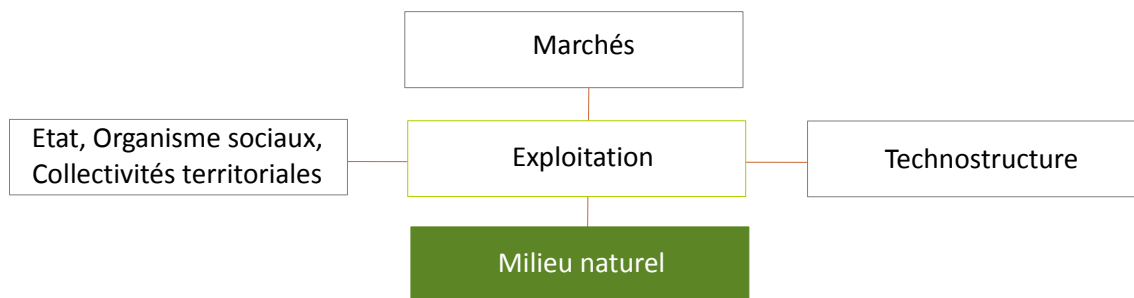 Marchés
Etat, Organisme sociaux,
Collectivités territoriales
Exploitation
Technostructure
Milieu naturel